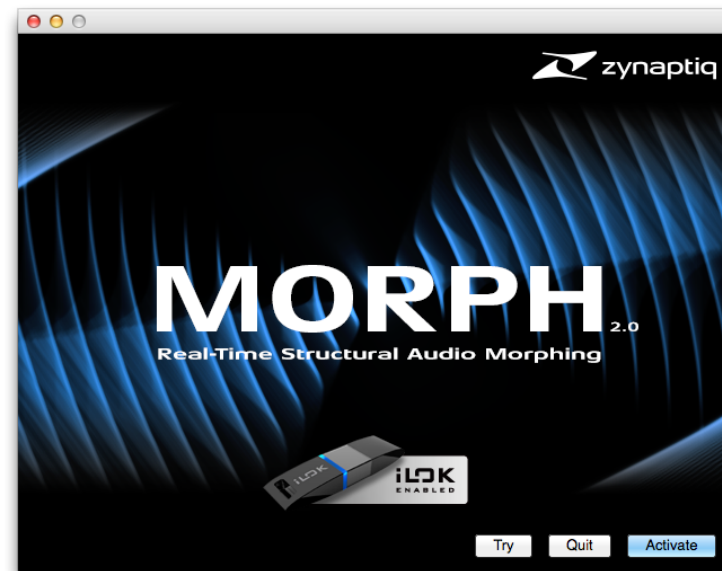 zynaptiq
MORPH 2.0
Real-Time Structural Audio Morphing
iLOK
iLOK
ENABLED
Try Quit Activate